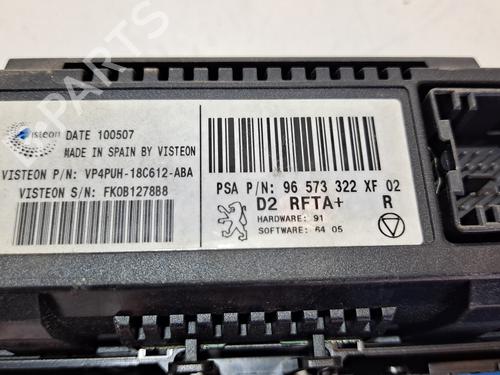 Visteon DATE 100507
MADE IN SPAIN BY VISTEON
VISTEON P/N: VP4PUH-18C612-ABA
VISTEON S/N: FK0B1278B8
PSA P/N: 96 573 322 XF 02
D2 RFTA+ R
HARDWARE: 91
SOFTWARE: 64 05
B PARTS